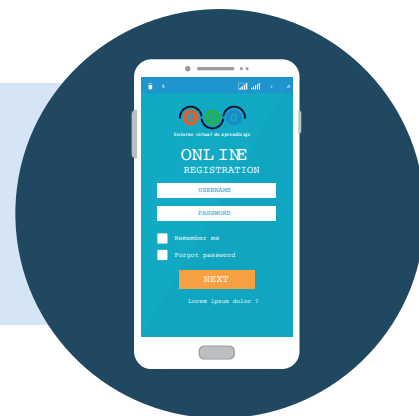 Entorno virtual de aprendizaje
ONLINE
REGISTRATION
USERNAME
PASSWORD
Remember me
Forgot password
NEXT
Lorem ipsum dolor ?